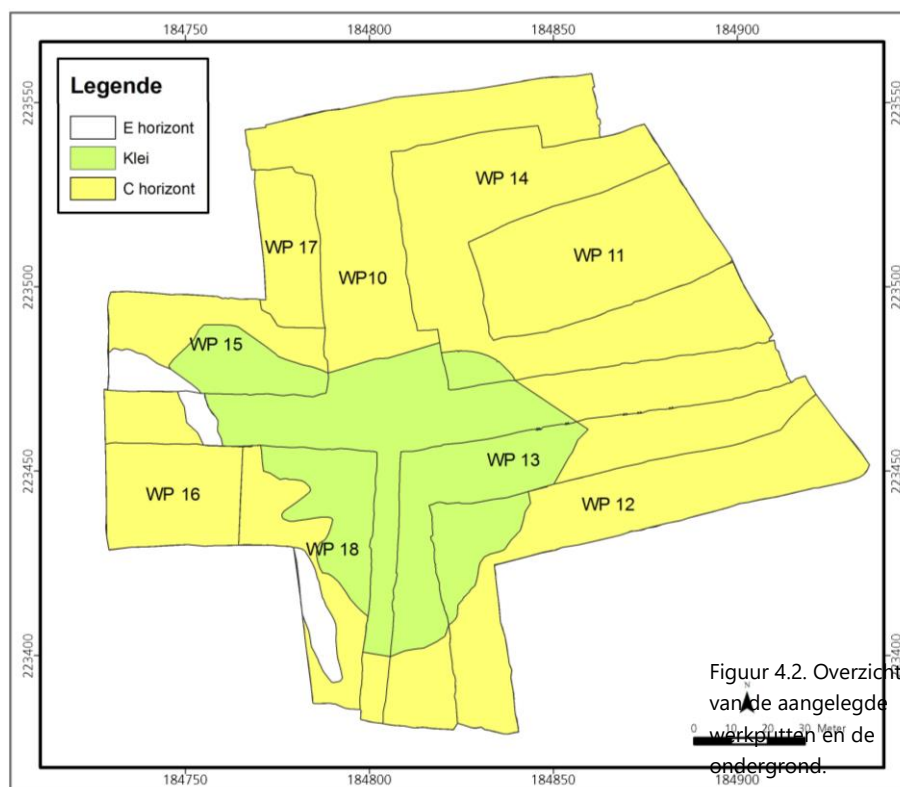 184750 184800 184850 184900
Legende
E horizont
Klei
C horizont
223550
223550
WP 14
WP 17
WP 11
WP10
223500
223500
WP 15
WP 13
223450
223450
WP 16
WP 12
WP 18
223400
223400
Figuur 4.2. Overzicht
van de aangelegde
N
werkputten en de
0 10 20 30 Meter
ondergrond.
184750 184800 184850 184900